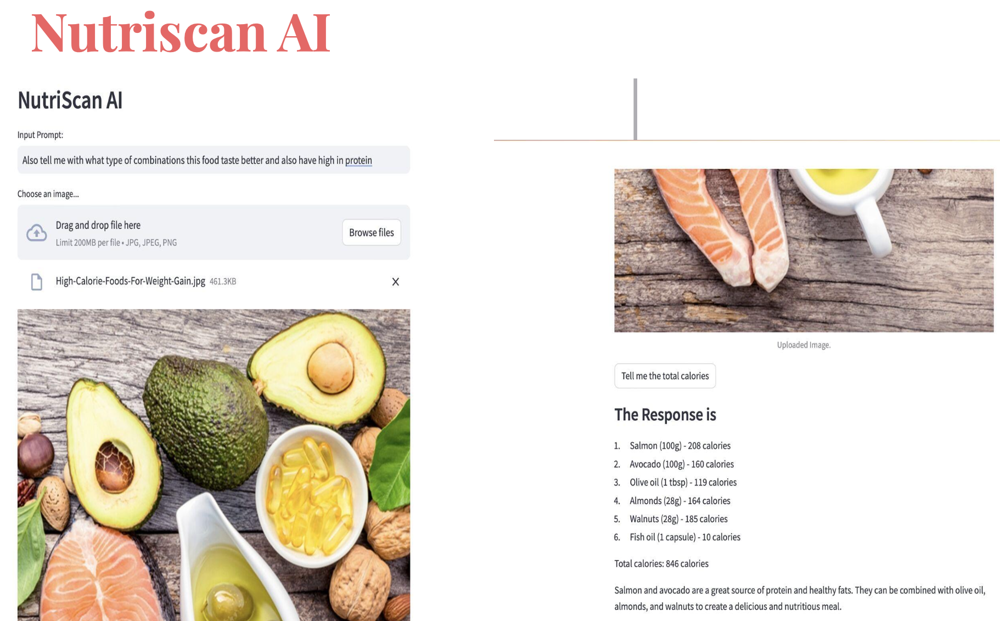 Nutriscan AI
NutriScan AI
Input Prompt:
Also tell me with what type of combinations this food taste better and also have high in protein
Choose an image...
Drag and drop file here
Limit 200MB per file • JPG, JPEG, PNG
Browse files
High-Calorie-Foods-For-Weight-Gain.jpg 461.3KB
X
Uploaded Image.
Tell me the total calories
The Response is
1. Salmon (100g) - 208 calories
2. Avocado (100g) - 160 calories
3. Olive oil (1 tbsp) - 119 calories
4. Almonds (28g) - 164 calories
5. Walnuts (28g) - 185 calories
6. Fish oil (1 capsule) - 10 calories
Total calories: 846 calories
Salmon and avocado are a great source of protein and healthy fats. They can be combined with olive oil,
almonds, and walnuts to create a delicious and nutritious meal.